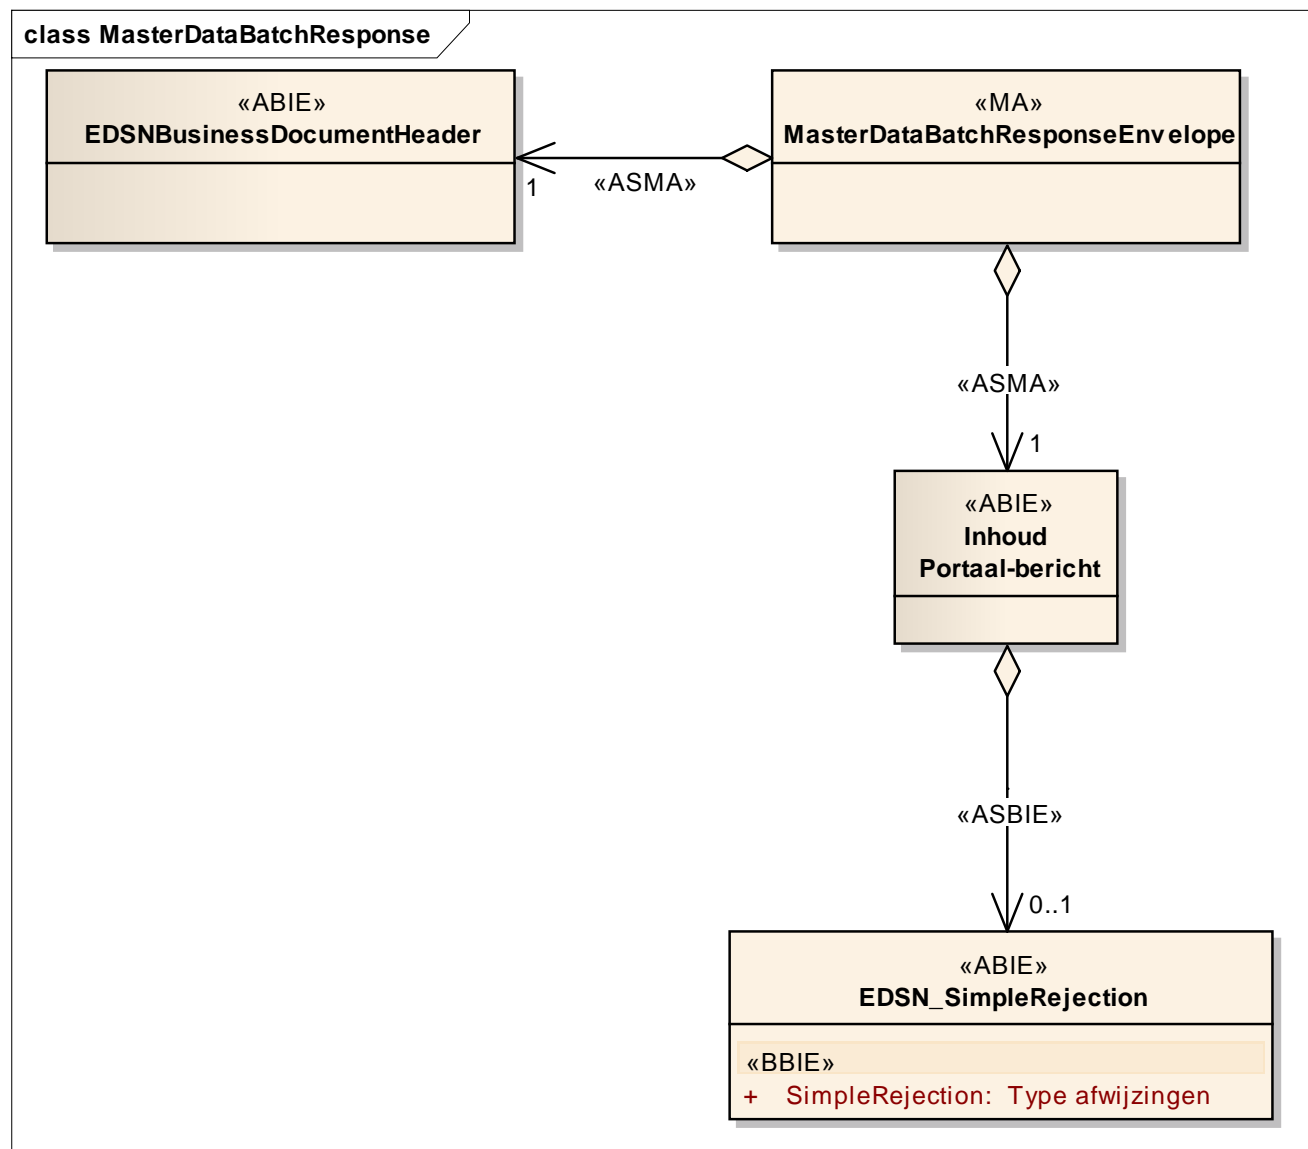 class MasterDataBatchResponse
«ABIE»
EDSNBusinessDocumentHeader
«MA»
MasterDataBatchResponseEnvelope
1
«ASMA»
«ASMA»
1
«ABIE»
Inhoud
Portaal-bericht
«ASBIE»
0..1
«ABIE»
EDSN_SimpleRejection
«BBIE»
+ SimpleRejection: Type afwijzingen